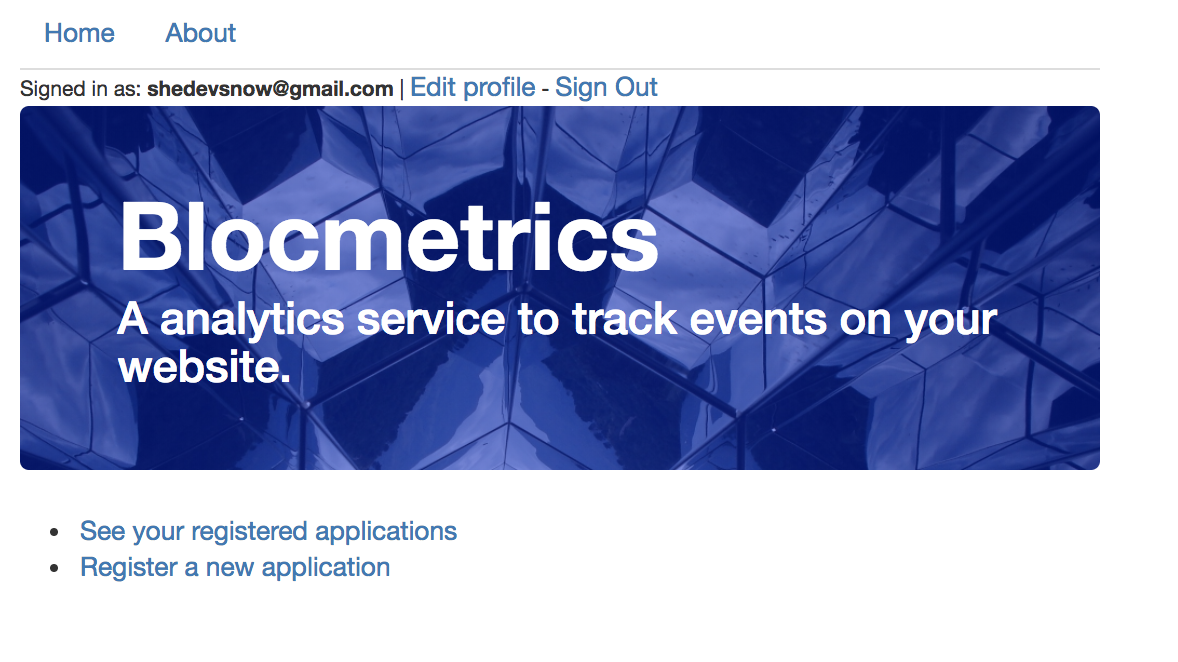 Home About
Signed in as: shedevsnow@gmail.com | Edit profile - Sign Out
Blocmetrics
A analytics service to track events on your
website.
See your registered applications
Register a new application